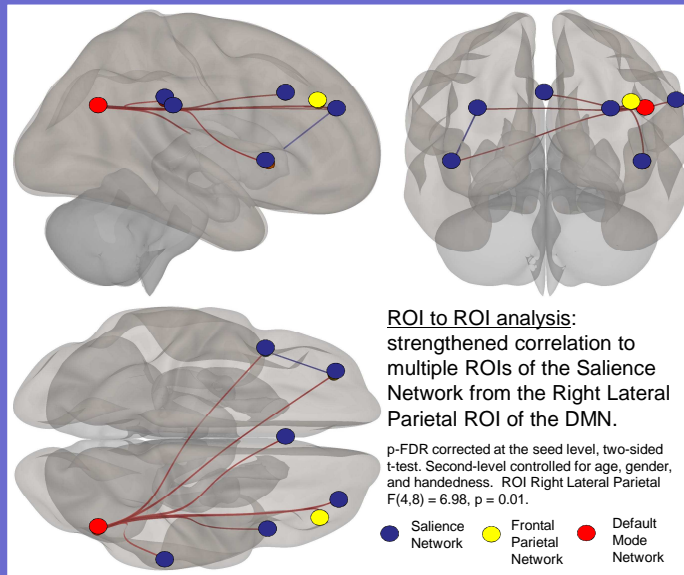 ROI to ROI analysis:
strengthened correlation to
multiple ROIs of the Salience
Network from the Right Lateral
Parietal ROI of the DMN.
p-FDR corrected at the seed level, two-sided
t-test. Second-level controlled for age, gender,
and handedness.  ROI Right Lateral Parietal
F(4,8) = 6.98, p = 0.01.
Salience
Network
Frontal
Parietal
Network
Default
Mode
Network